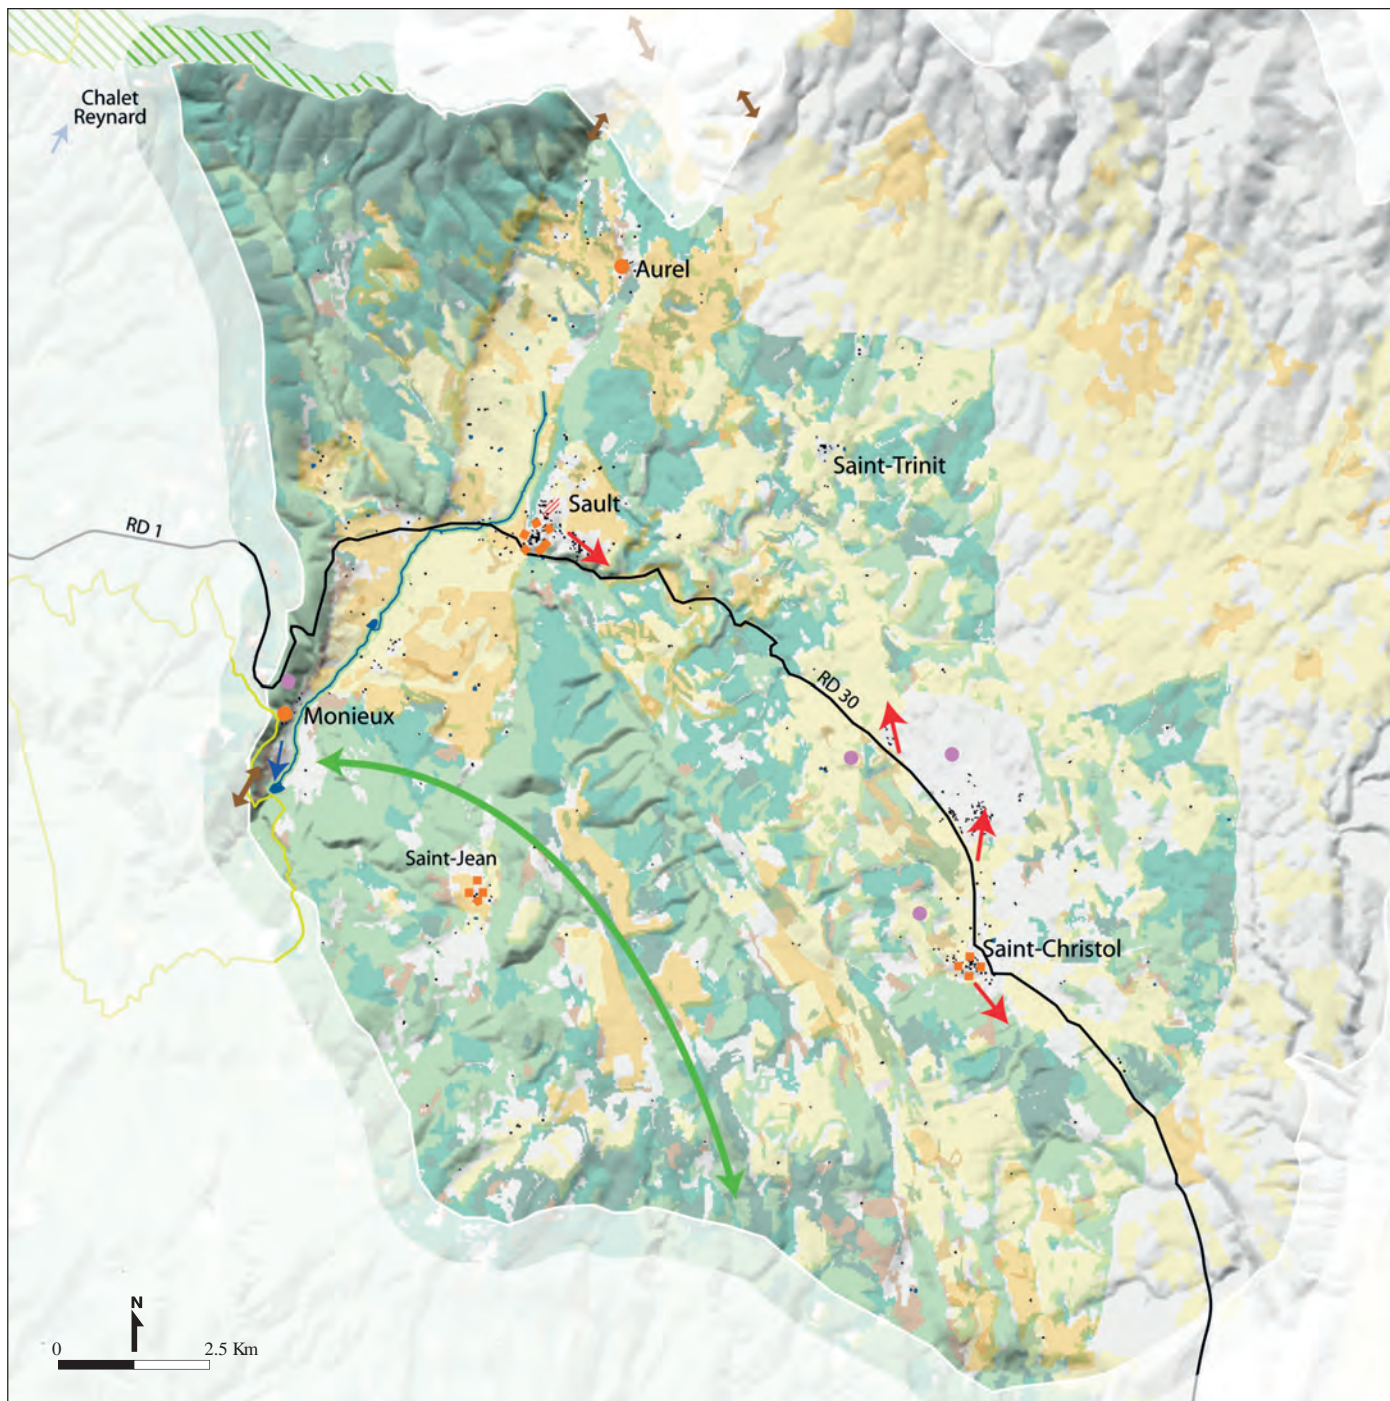 Chalet
Reynard
Aurel
Saint-Trinit
Sault
RD 1
RD 30
Monieux
Saint-Jean
Saint-Christol
N
0 2.5 Km